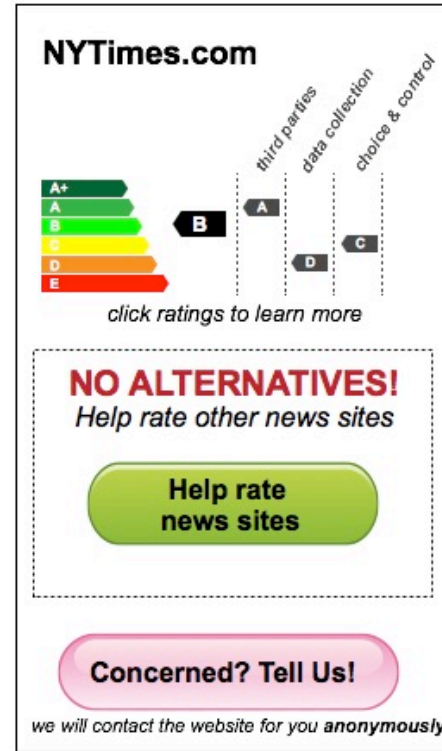 NYTimes.com
third parties
data collection
choice & control
A+
A
B
C
D
E
B
A
D
C
click ratings to learn more
NO ALTERNATIVES!
Help rate other news sites
Help rate
news sites
Concerned? Tell Us!
we will contact the website for you anonymously